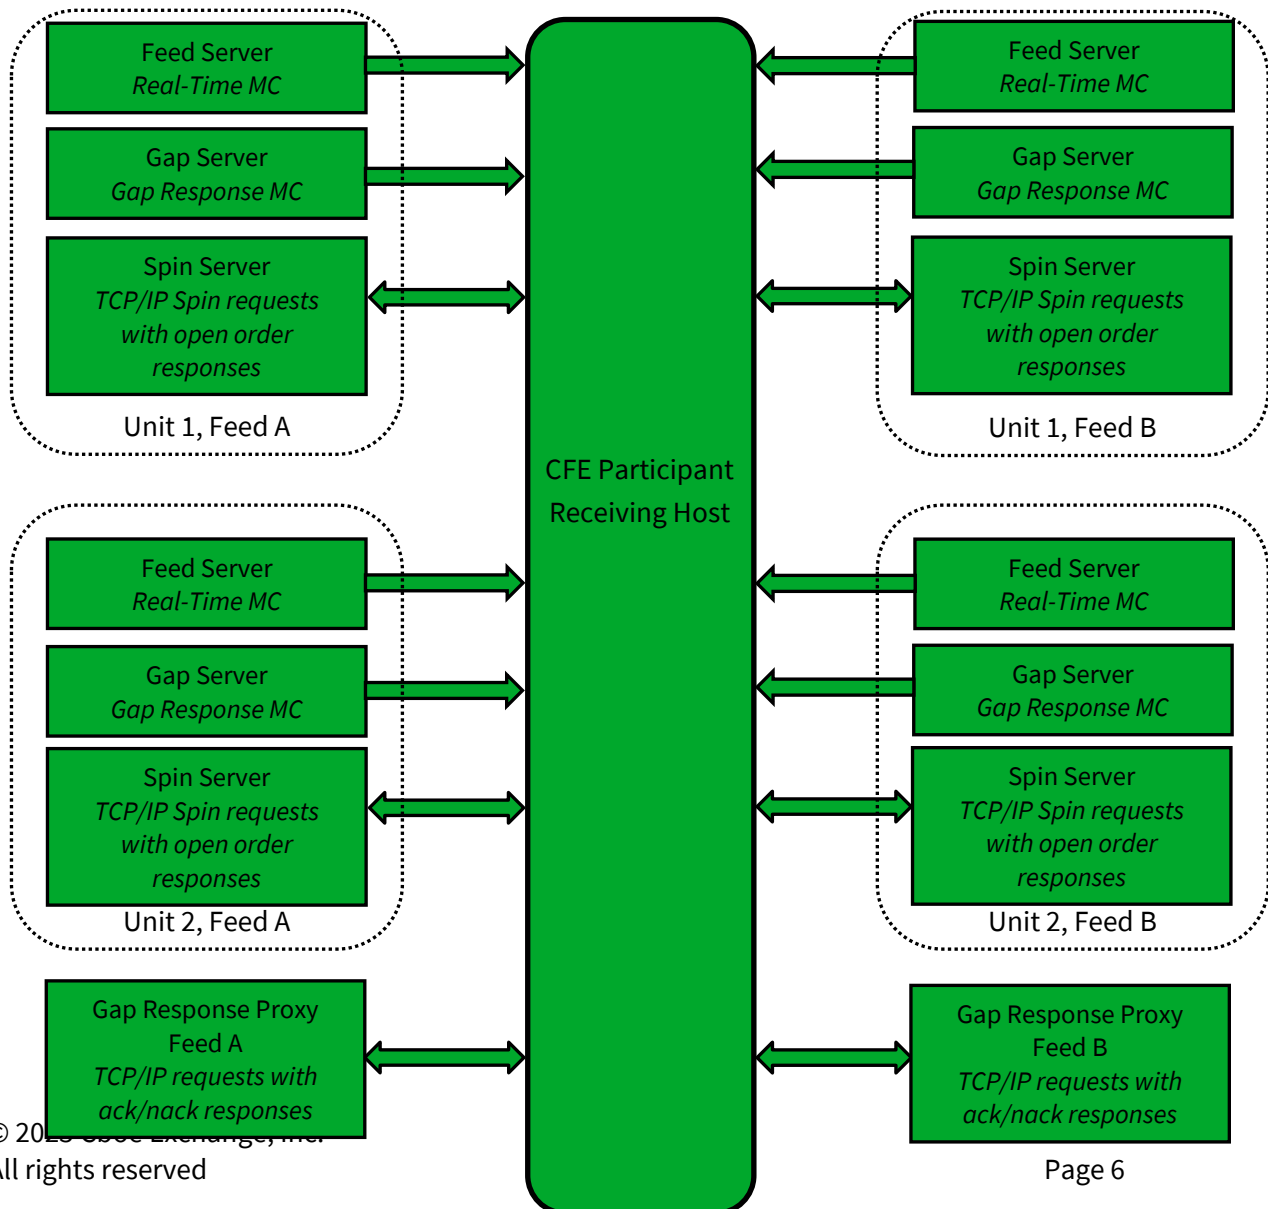 Feed Server
Real-Time MC
Gap Server
Gap Response MC
Spin Server
TCP/IP Spin requests
with open order
responses
Unit 1, Feed A
Feed Server
Real-Time MC
Gap Server
Gap Response MC
Spin Server
TCP/IP Spin requests
with open order
responses
Unit 1, Feed B
CFE Participant
Receiving Host
Feed Server
Real-Time MC
Gap Server
Gap Response MC
Spin Server
TCP/IP Spin requests
with open order
responses
Unit 2, Feed A
Feed Server
Real-Time MC
Gap Server
Gap Response MC
Spin Server
TCP/IP Spin requests
with open order
responses
Unit 2, Feed B
Gap Response Proxy
Feed A
TCP/IP requests with
ack/nack responses
Gap Response Proxy
Feed B
TCP/IP requests with
ack/nack responses
© Cboe Exchange, Inc.
All rights reserved
Page 6